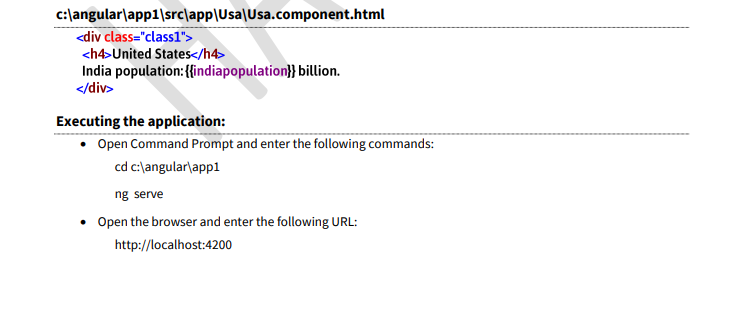 c:\angular\app1\src\app\Usa\Usa.component.html
<div class="class1">
<h4>United States</h4>
India population:{{indiapopulation}} billion.
</div>
Executing the application:
• Open Command Prompt and enter the following commands:
cd c:\angular\app1
ng serve
• Open the browser and enter the following URL:
http://localhost:4200